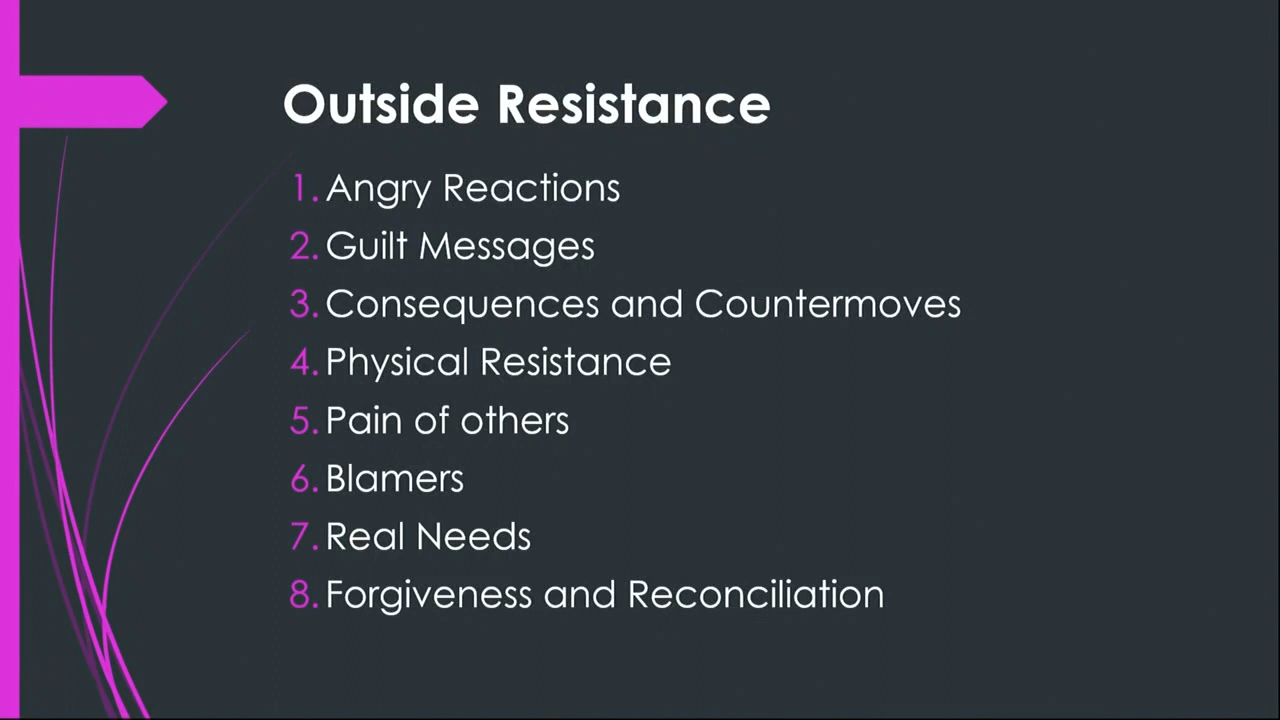 Outside Resistance
1. Angry Reactions
2. Guilt Messages
3. Consequences and Countermoves
4. Physical Resistance
5. Pain of others
6. Blamers
7. Real Needs
8. Forgiveness and Reconciliation